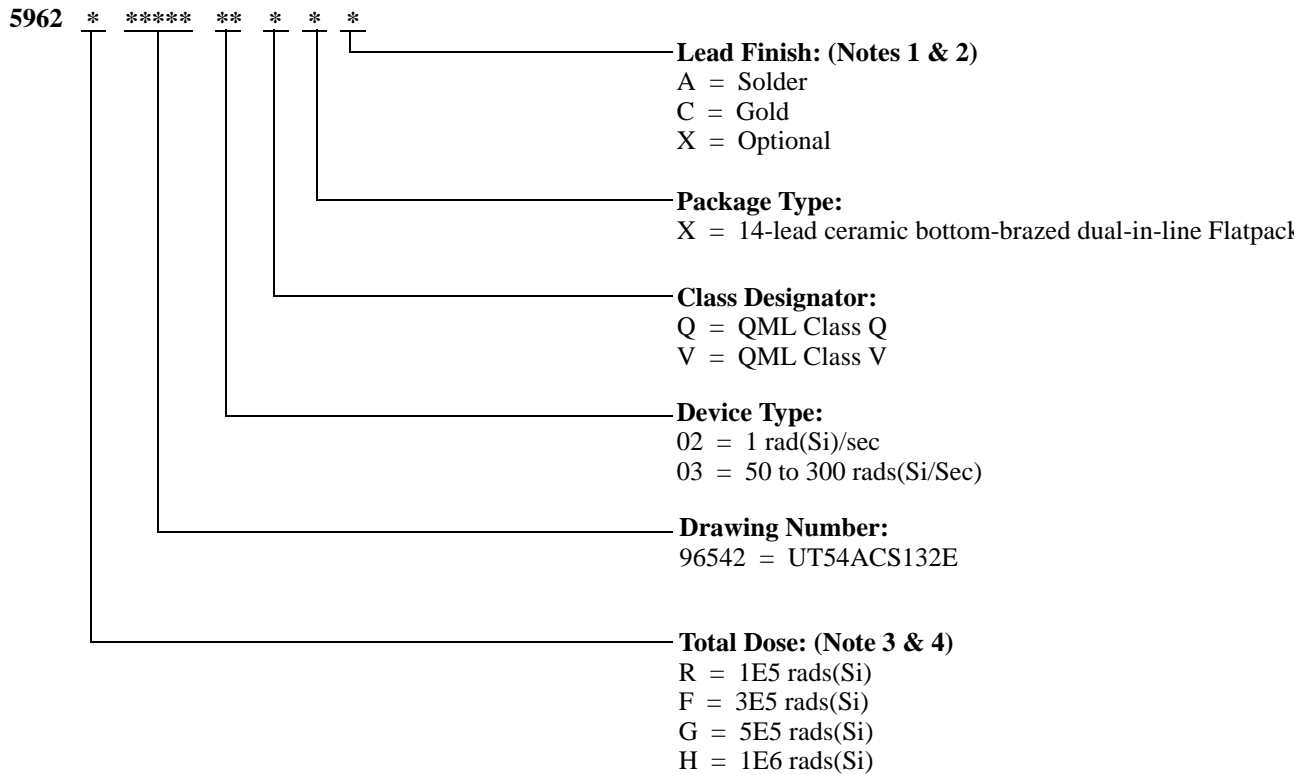 5962 * ***** ** * * *
Lead Finish: (Notes 1 & 2)
A = Solder
C = Gold
X = Optional
Package Type:
X = 14-lead ceramic bottom-brazed dual-in-line Flatpack
Class Designator:
Q = QML Class Q
V = QML Class V
Device Type:
02 = 1 rad(Si)/sec
03 = 50 to 300 rads(Si/Sec)
Drawing Number:
96542 = UT54ACS132E
Total Dose: (Note 3 & 4)
R = 1E5 rads(Si)
F = 3E5 rads(Si)
G = 5E5 rads(Si)
H = 1E6 rads(Si)